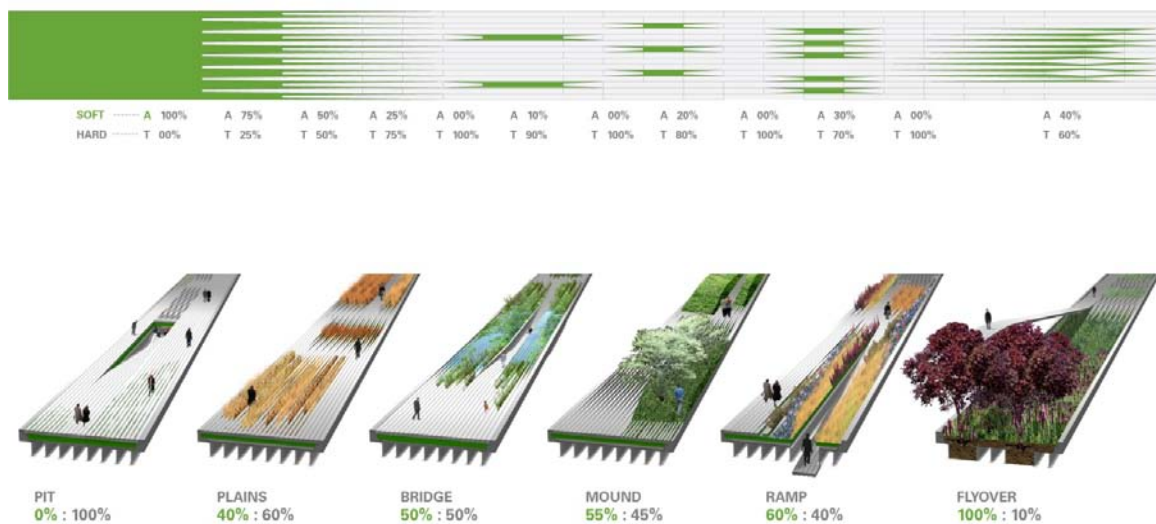 SOFT A 100% A 75% A 50% A 25% A 00% A 10% A 00% A 20% A 00% A 30% A 00% A 40%
HARD T 00% T 25% T 50% T 75% T 100% T 90% T 100% T 80% T 100% T 70% T 100% T 60%
PIT
0% : 100%
PLAINS
40% : 60%
BRIDGE
50% : 50%
MOUND
55% : 45%
RAMP
60% : 40%
FLYOVER
100% : 10%